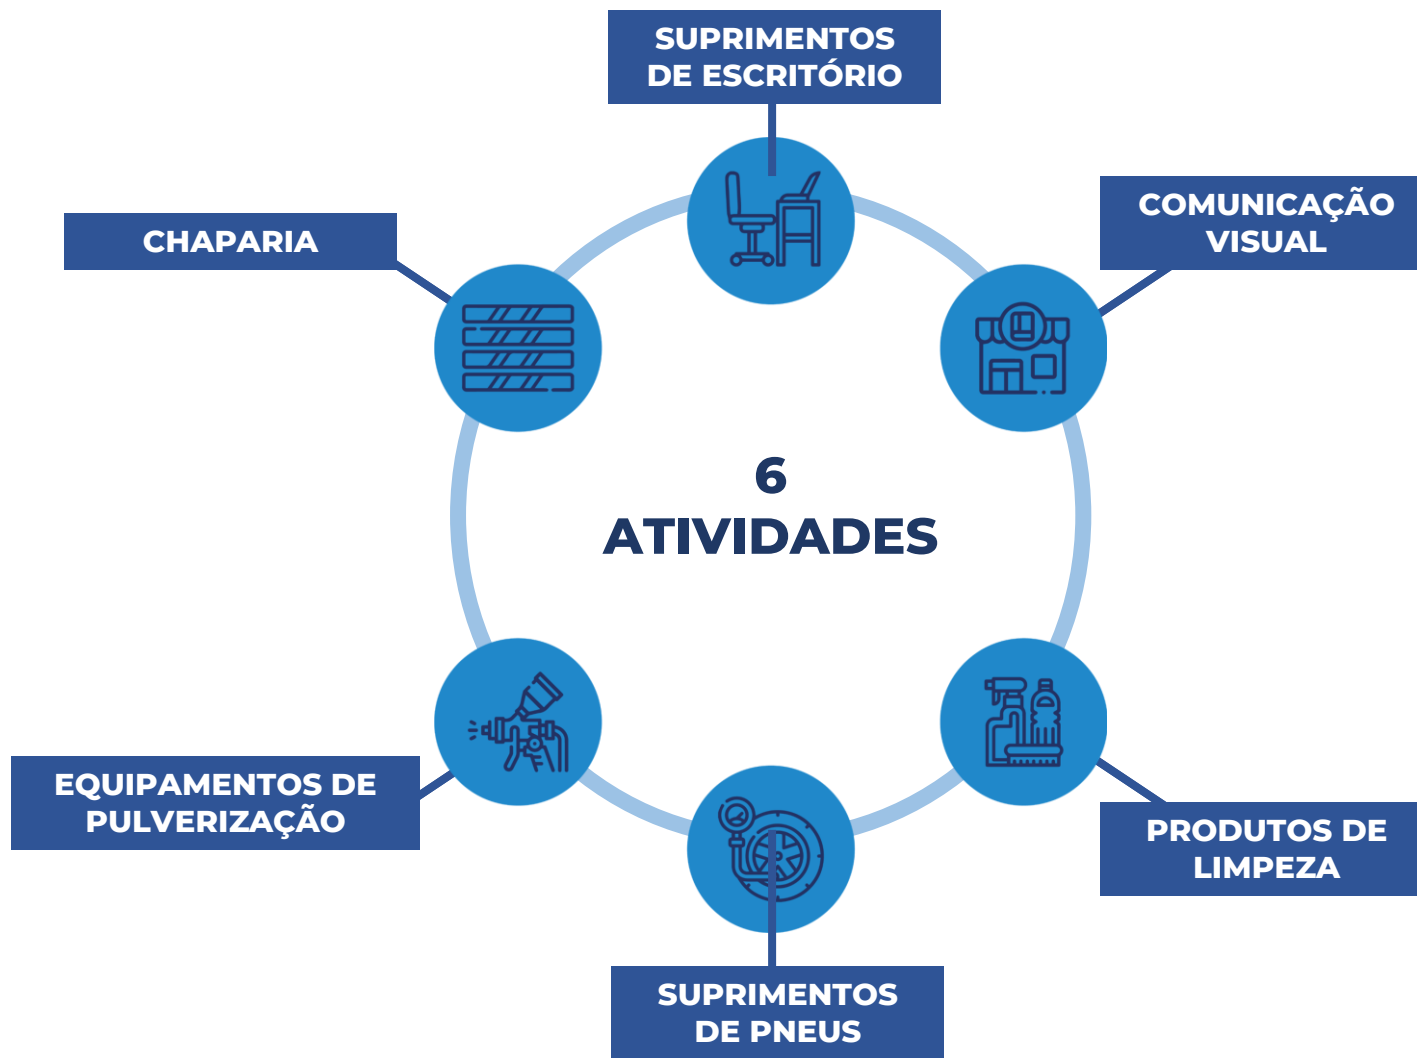 SUPRIMENTOS
DE ESCRITÓRIO
COMUNICAÇÃO
VISUAL
CHAPARIA
6
ATIVIDADES
EQUIPAMENTOS DE
PULVERIZAÇÃO
PRODUTOS DE
LIMPEZA
SUPRIMENTOS
DE PNEUS